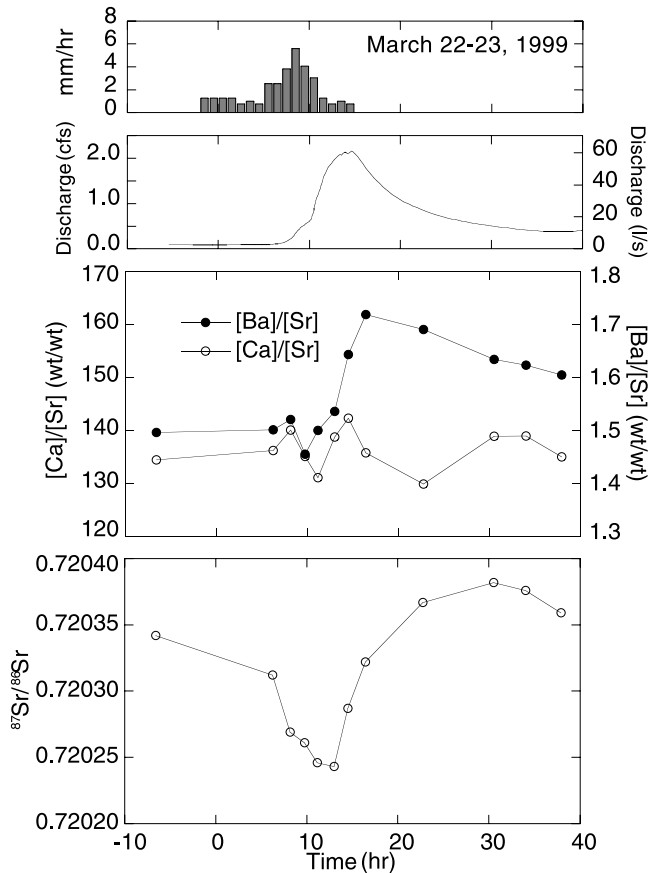 March 22-23, 1999
mm/hr
8
6
4
2
0
Discharge (cfs)
2.0
1.0
0.0
60
40
20
0
Discharge (l/s)
[Ca]/[Sr] (wt/wt)
170
160
150
140
130
120
[Ba]/[Sr]
[Ca]/[Sr]
1.8
1.7
1.6
1.5
1.4
1.3
[Ba]/[Sr] (wt/wt)
87Sr/86Sr
0.72040
0.72035
0.72030
0.72025
0.72020
-10 0 10 20 30 40
Time (hr)